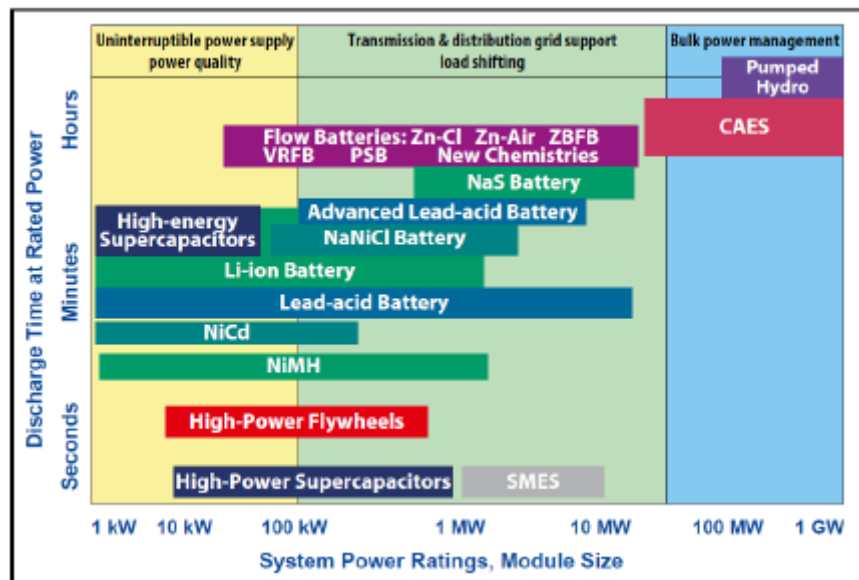 Uninterruptible power supply
power quality
Transmission & distribution grid support
load shifting
Bulk power management
Pumped
Hydro
CAES
Flow Batteries: Zn-Cl Zn-Air ZBFB
VRFB PSB New Chemistries
NaS Battery
High-energy
Supercapacitors
Advanced Lead-acid Battery
NaNiCl Battery
Li-ion Battery
Lead-acid Battery
NiCd
NiMH
High-Power Flywheels
High-Power Supercapacitors
SMES
Discharge Time at Rated Power
Hours
Minutes
Seconds
1 kW 10 kW 100 kW 1 MW 10 MW 100 MW 1 GW
System Power Ratings, Module Size